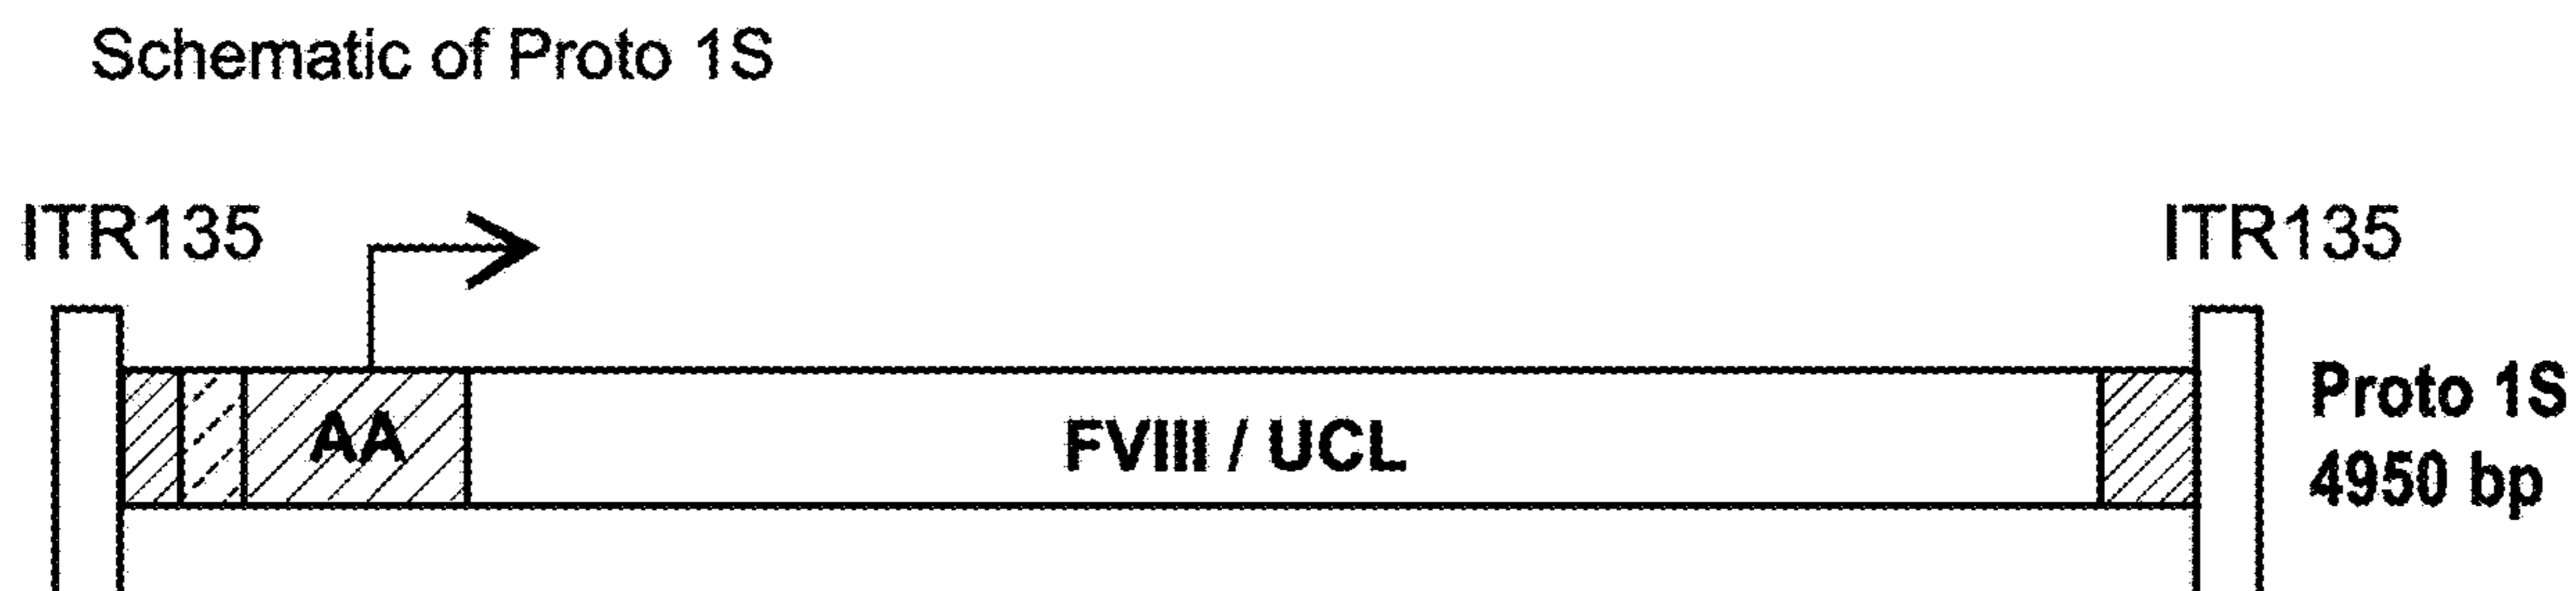 Schematic of Proto 1S
ITR135
ITR135
AA
FVIII / UCL
Proto 1S
4950 bp